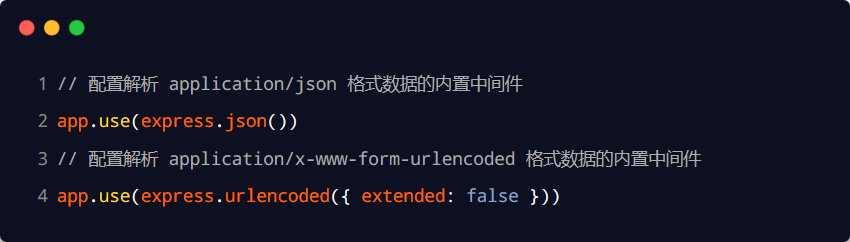 1 // 配置解析 application/json 格式数据的内置中间件
2 app.use(express.json())
3 // 配置解析 application/x-www-form-urlencoded 格式数据的内置中间件
4 app.use(express.urlencoded({ extended: false }))